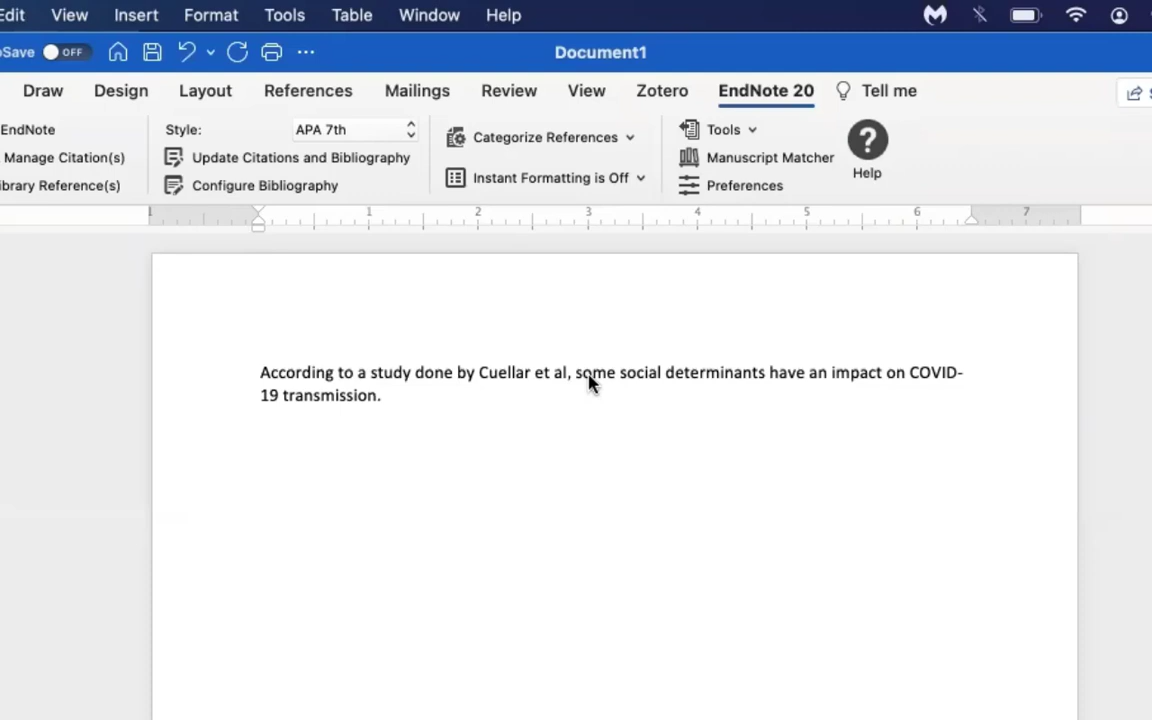 Edit View Insert Format Tools Table Window Help
Save OFF Document1
Draw Design Layout References Mailings Review View Zotero EndNote 20 Tell me
EndNote Style: APA 7th Categorize References Tools
Manage Citation(s) Update Citations and Bibliography Manuscript Matcher
Library Reference(s) Configure Bibliography Instant Formatting is Off Preferences Help
1 1 2 3 4 5 6 7
According to a study done by Cuellar et al, some social determinants have an impact on COVID-
19 transmission.